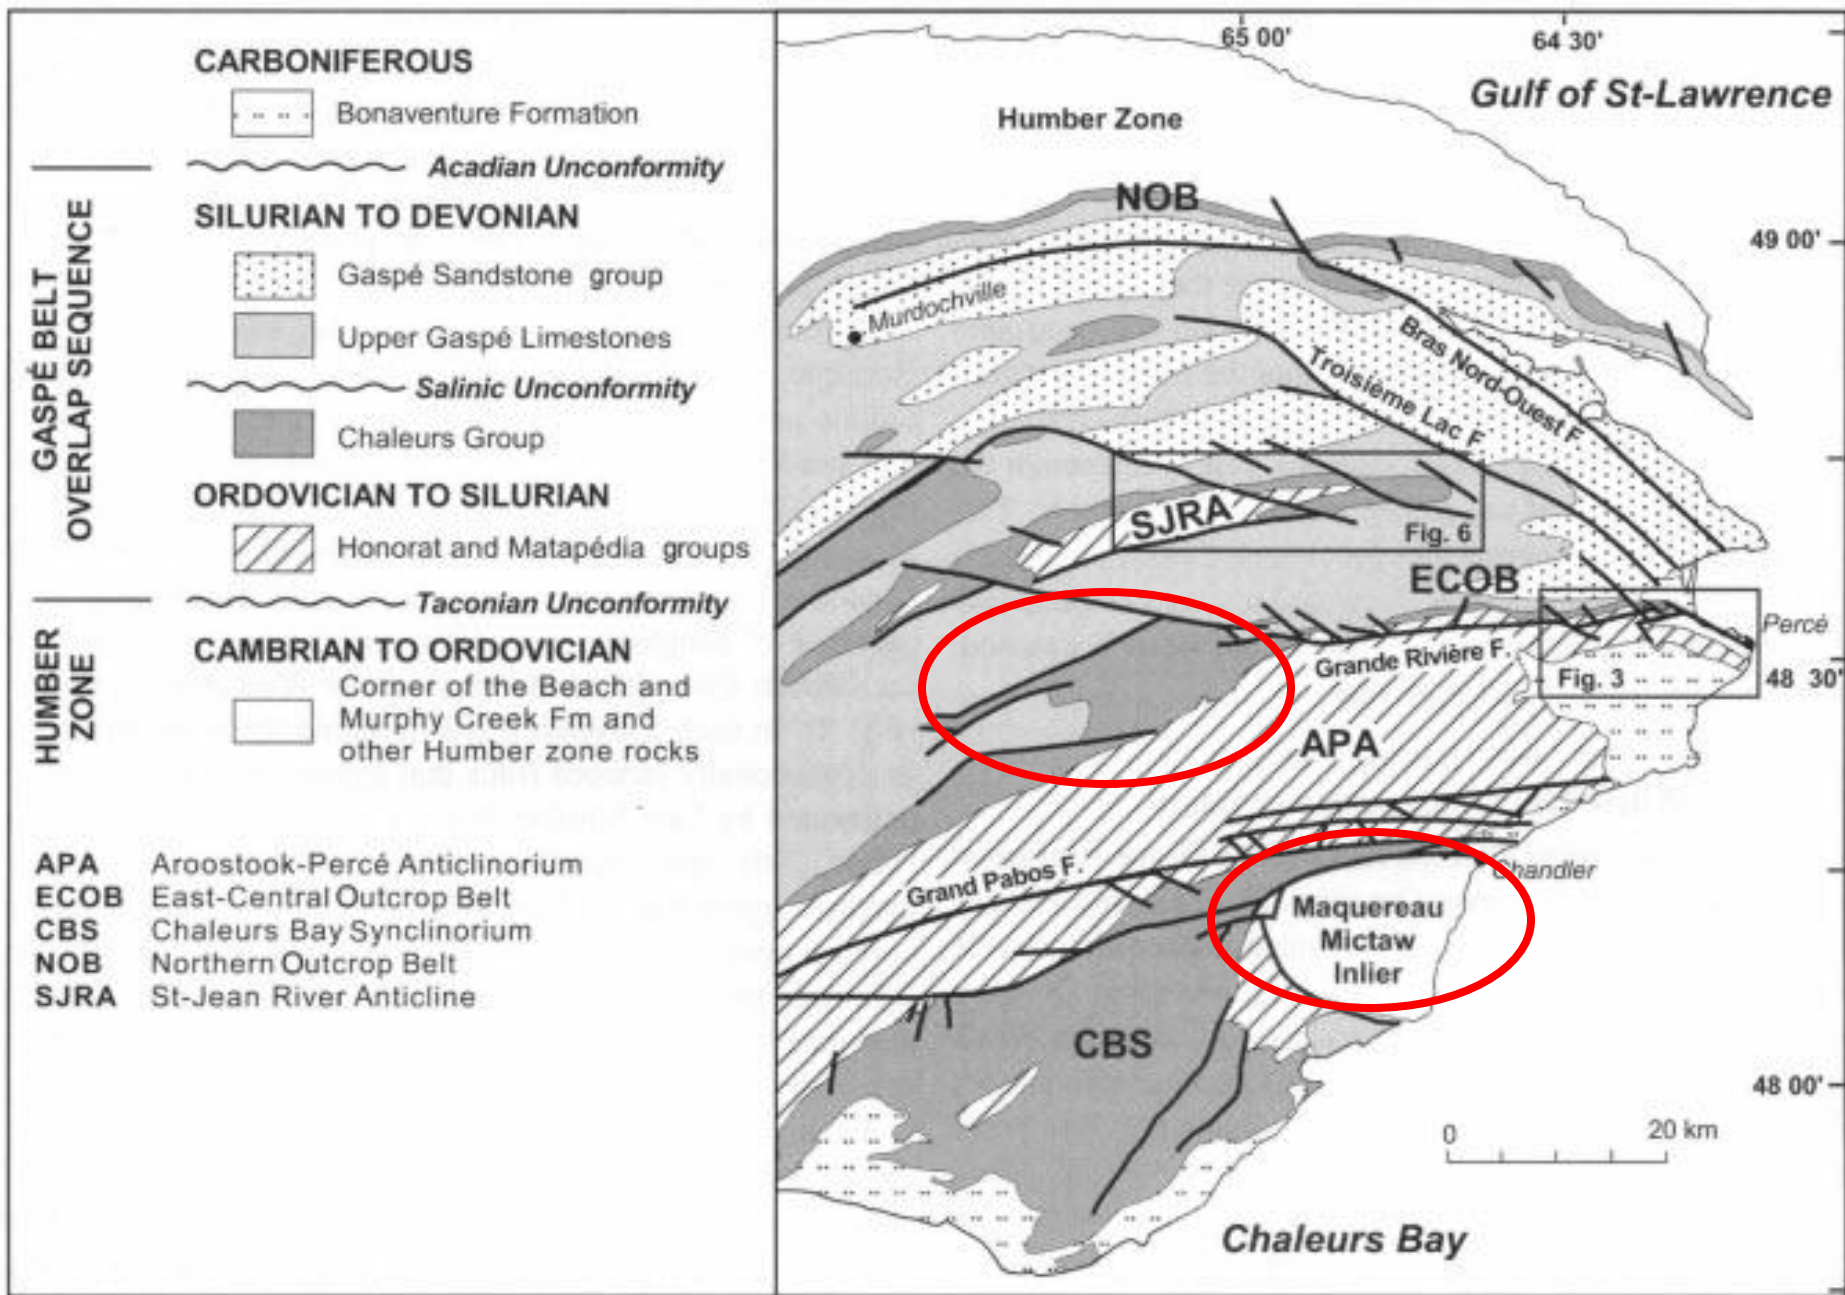 CARBONIFEROUS
Bonaventure Formation
Acadian Unconformity
GASPÉ BELT
OVERLAP SEQUENCE
SILURIAN TO DEVONIAN
Gaspé Sandstone group
Upper Gaspé Limestones
Salinic Unconformity
Chaleurs Group
ORDOVICIAN TO SILURIAN
Honorat and Matapédia groups
Taconian Unconformity
HUMBER
ZONE
CAMBRIAN TO ORDOVICIAN
Corner of the Beach and
Murphy Creek Fm and
other Humber zone rocks
APA Aroostook-Percé Anticlinorium
ECOB East-Central Outcrop Belt
CBS Chaleurs Bay Synclinorium
NOB Northern Outcrop Belt
SJRA St-Jean River Anticline
65 00'
64 30'
Gulf of St-Lawrence
Humber Zone
NOB
49 00'
Murdochville
Bras Nord-Ouest F
Troisième Lac F
SJRA
Fig. 6
ECOB
Percé
Grande Rivière F.
Fig. 3
48 30'
APA
Chandler
Grand Pabos F.
Maquereau
Mictaw
Inlier
CBS
48 00'
0
20 km
Chaleurs Bay